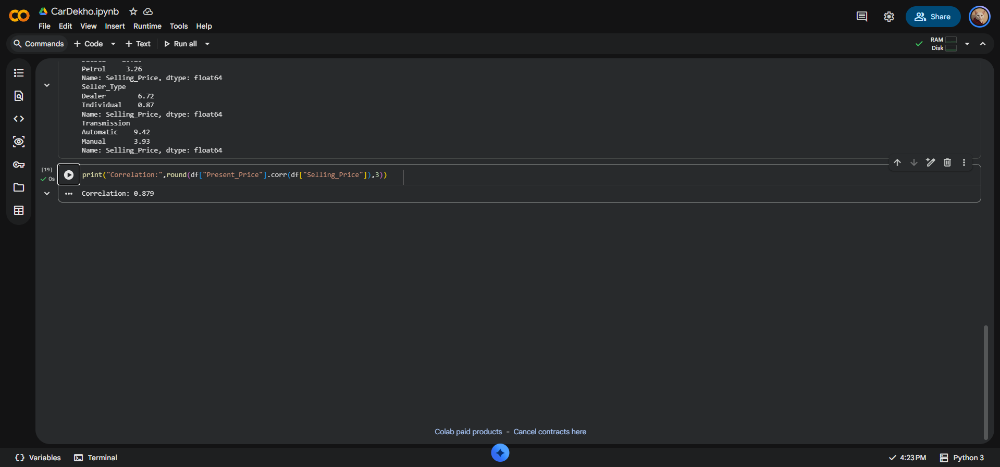 CarDekho.ipynb
File Edit View Insert Runtime Tools Help
Share
Commands + Code + Text Run all
RAM
Disk
Petrol 3.26
Name: Selling_Price, dtype: float64
Seller_Type
Dealer 6.72
Individual 0.87
Name: Selling_Price, dtype: float64
Transmission
Automatic 9.42
Manual 3.93
Name: Selling_Price, dtype: float64
[19]
0s
print("Correlation:",round(df["Present_Price"].corr(df["Selling_Price"]),3))
Correlation: 0.879
Colab paid products - Cancel contracts here
Variables Terminal
4:23 PM Python 3